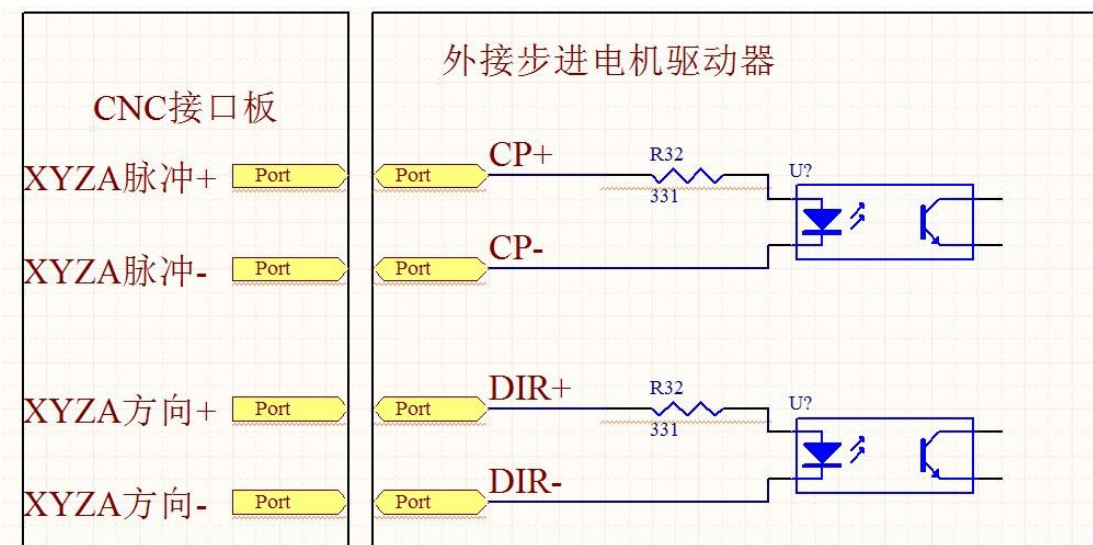 外接步进电机驱动器
CNC接口板
XYZA脉冲+ Port Port CP+ R32 331 U?
XYZA脉冲- Port Port CP-
XYZA方向+ Port Port DIR+ R32 331 U?
XYZA方向- Port Port DIR-